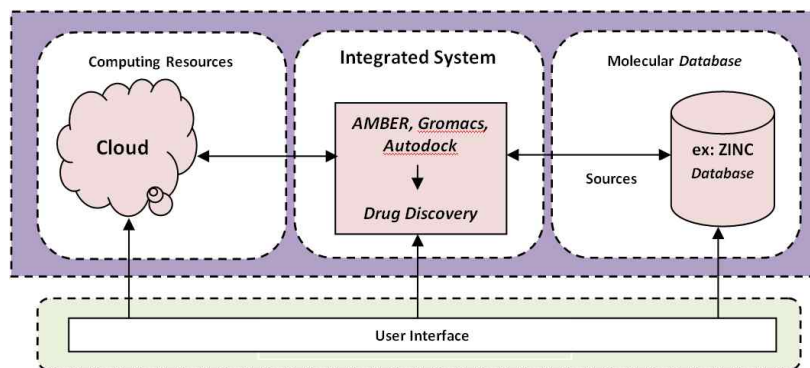 Computing Resources
Integrated System
Molecular Database
Cloud
AMBER, Gromacs,
Autodock
Drug Discovery
Sources
ex: ZINC
Database
User Interface